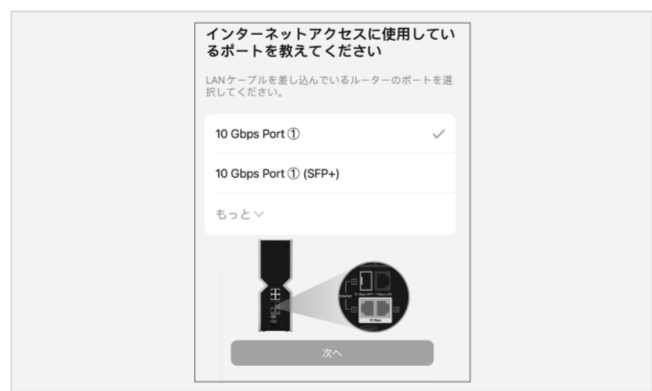 インターネットアクセスに使用してい
るポートを教えてください
LANケーブルを差し込んでいるルーターのポートを選
択してください。
10 Gbps Port ①
10 Gbps Port ① (SFP+)
もっと
次へ